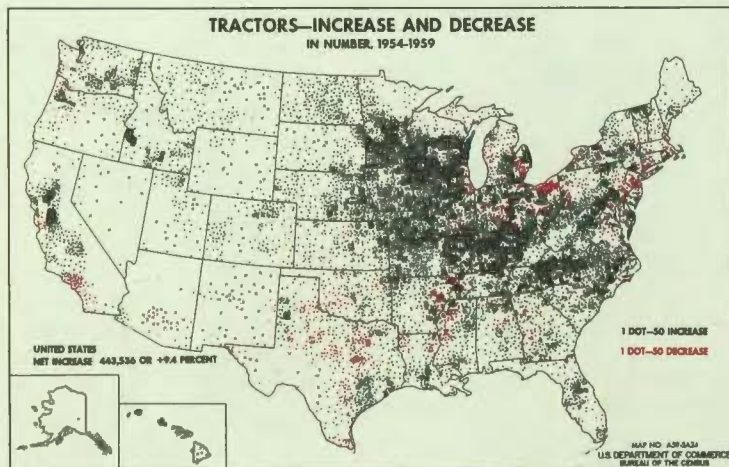 TRACTORS—INCREASE AND DECREASE
IN NUMBER, 1954-1959
1 DOT—50 INCREASE
1 DOT—50 DECREASE
UNITED STATES
NET INCREASE 443,536 OR +9.4 PERCENT
U.S. DEPARTMENT OF COMMERCE
BUREAU OF THE CENSUS